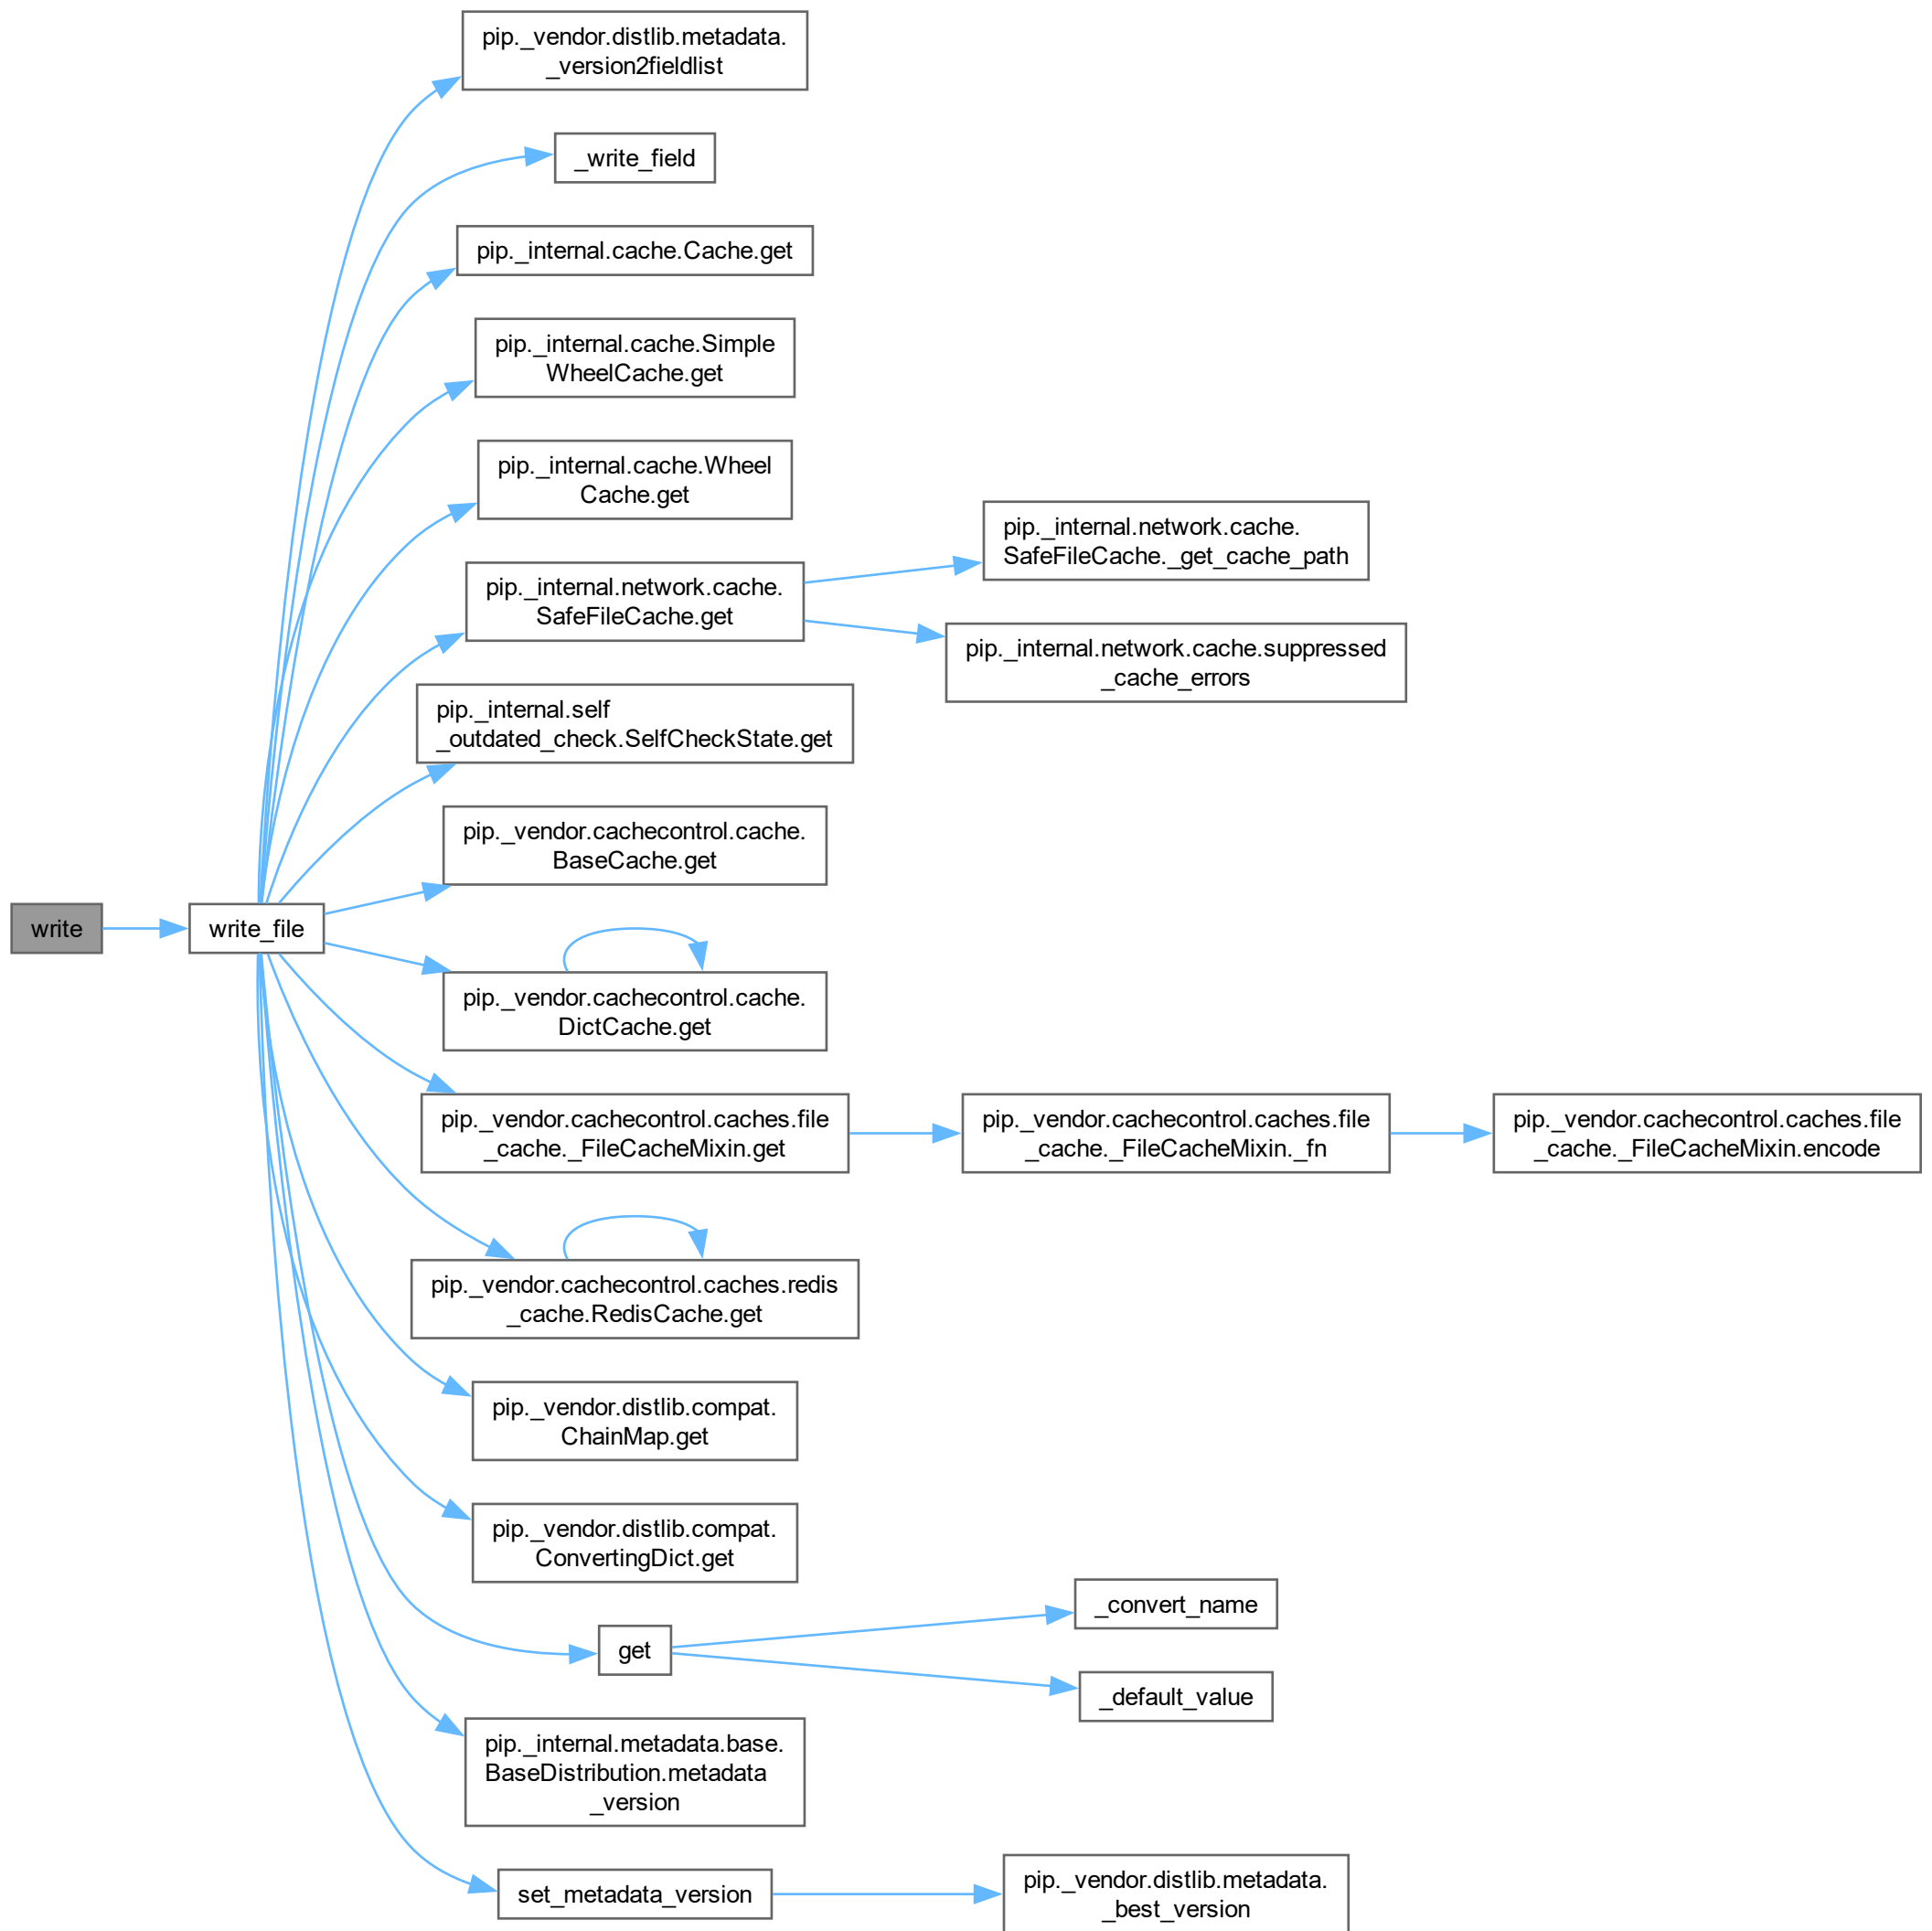 pip._vendor.distlib.metadata.
_version2fieldlist
_write_field
pip._internal.cache.Cache.get
pip._internal.cache.Simple
WheelCache.get
pip._internal.cache.Wheel
Cache.get
pip._internal.network.cache.
SafeFileCache.get
pip._internal.network.cache.
SafeFileCache._get_cache_path
pip._internal.network.cache.suppressed
_cache_errors
pip._internal.self
_outdated_check.SelfCheckState.get
pip._vendor.cachecontrol.cache.
BaseCache.get
write
write_file
pip._vendor.cachecontrol.cache.
DictCache.get
pip._vendor.cachecontrol.caches.file
_cache._FileCacheMixin.get
pip._vendor.cachecontrol.caches.file
_cache._FileCacheMixin._fn
pip._vendor.cachecontrol.caches.file
_cache._FileCacheMixin.encode
pip._vendor.cachecontrol.caches.redis
_cache.RedisCache.get
pip._vendor.distlib.compat.
ChainMap.get
pip._vendor.distlib.compat.
ConvertingDict.get
get
_convert_name
_default_value
pip._internal.metadata.base.
BaseDistribution.metadata
_version
set_metadata_version
pip._vendor.distlib.metadata.
_best_version